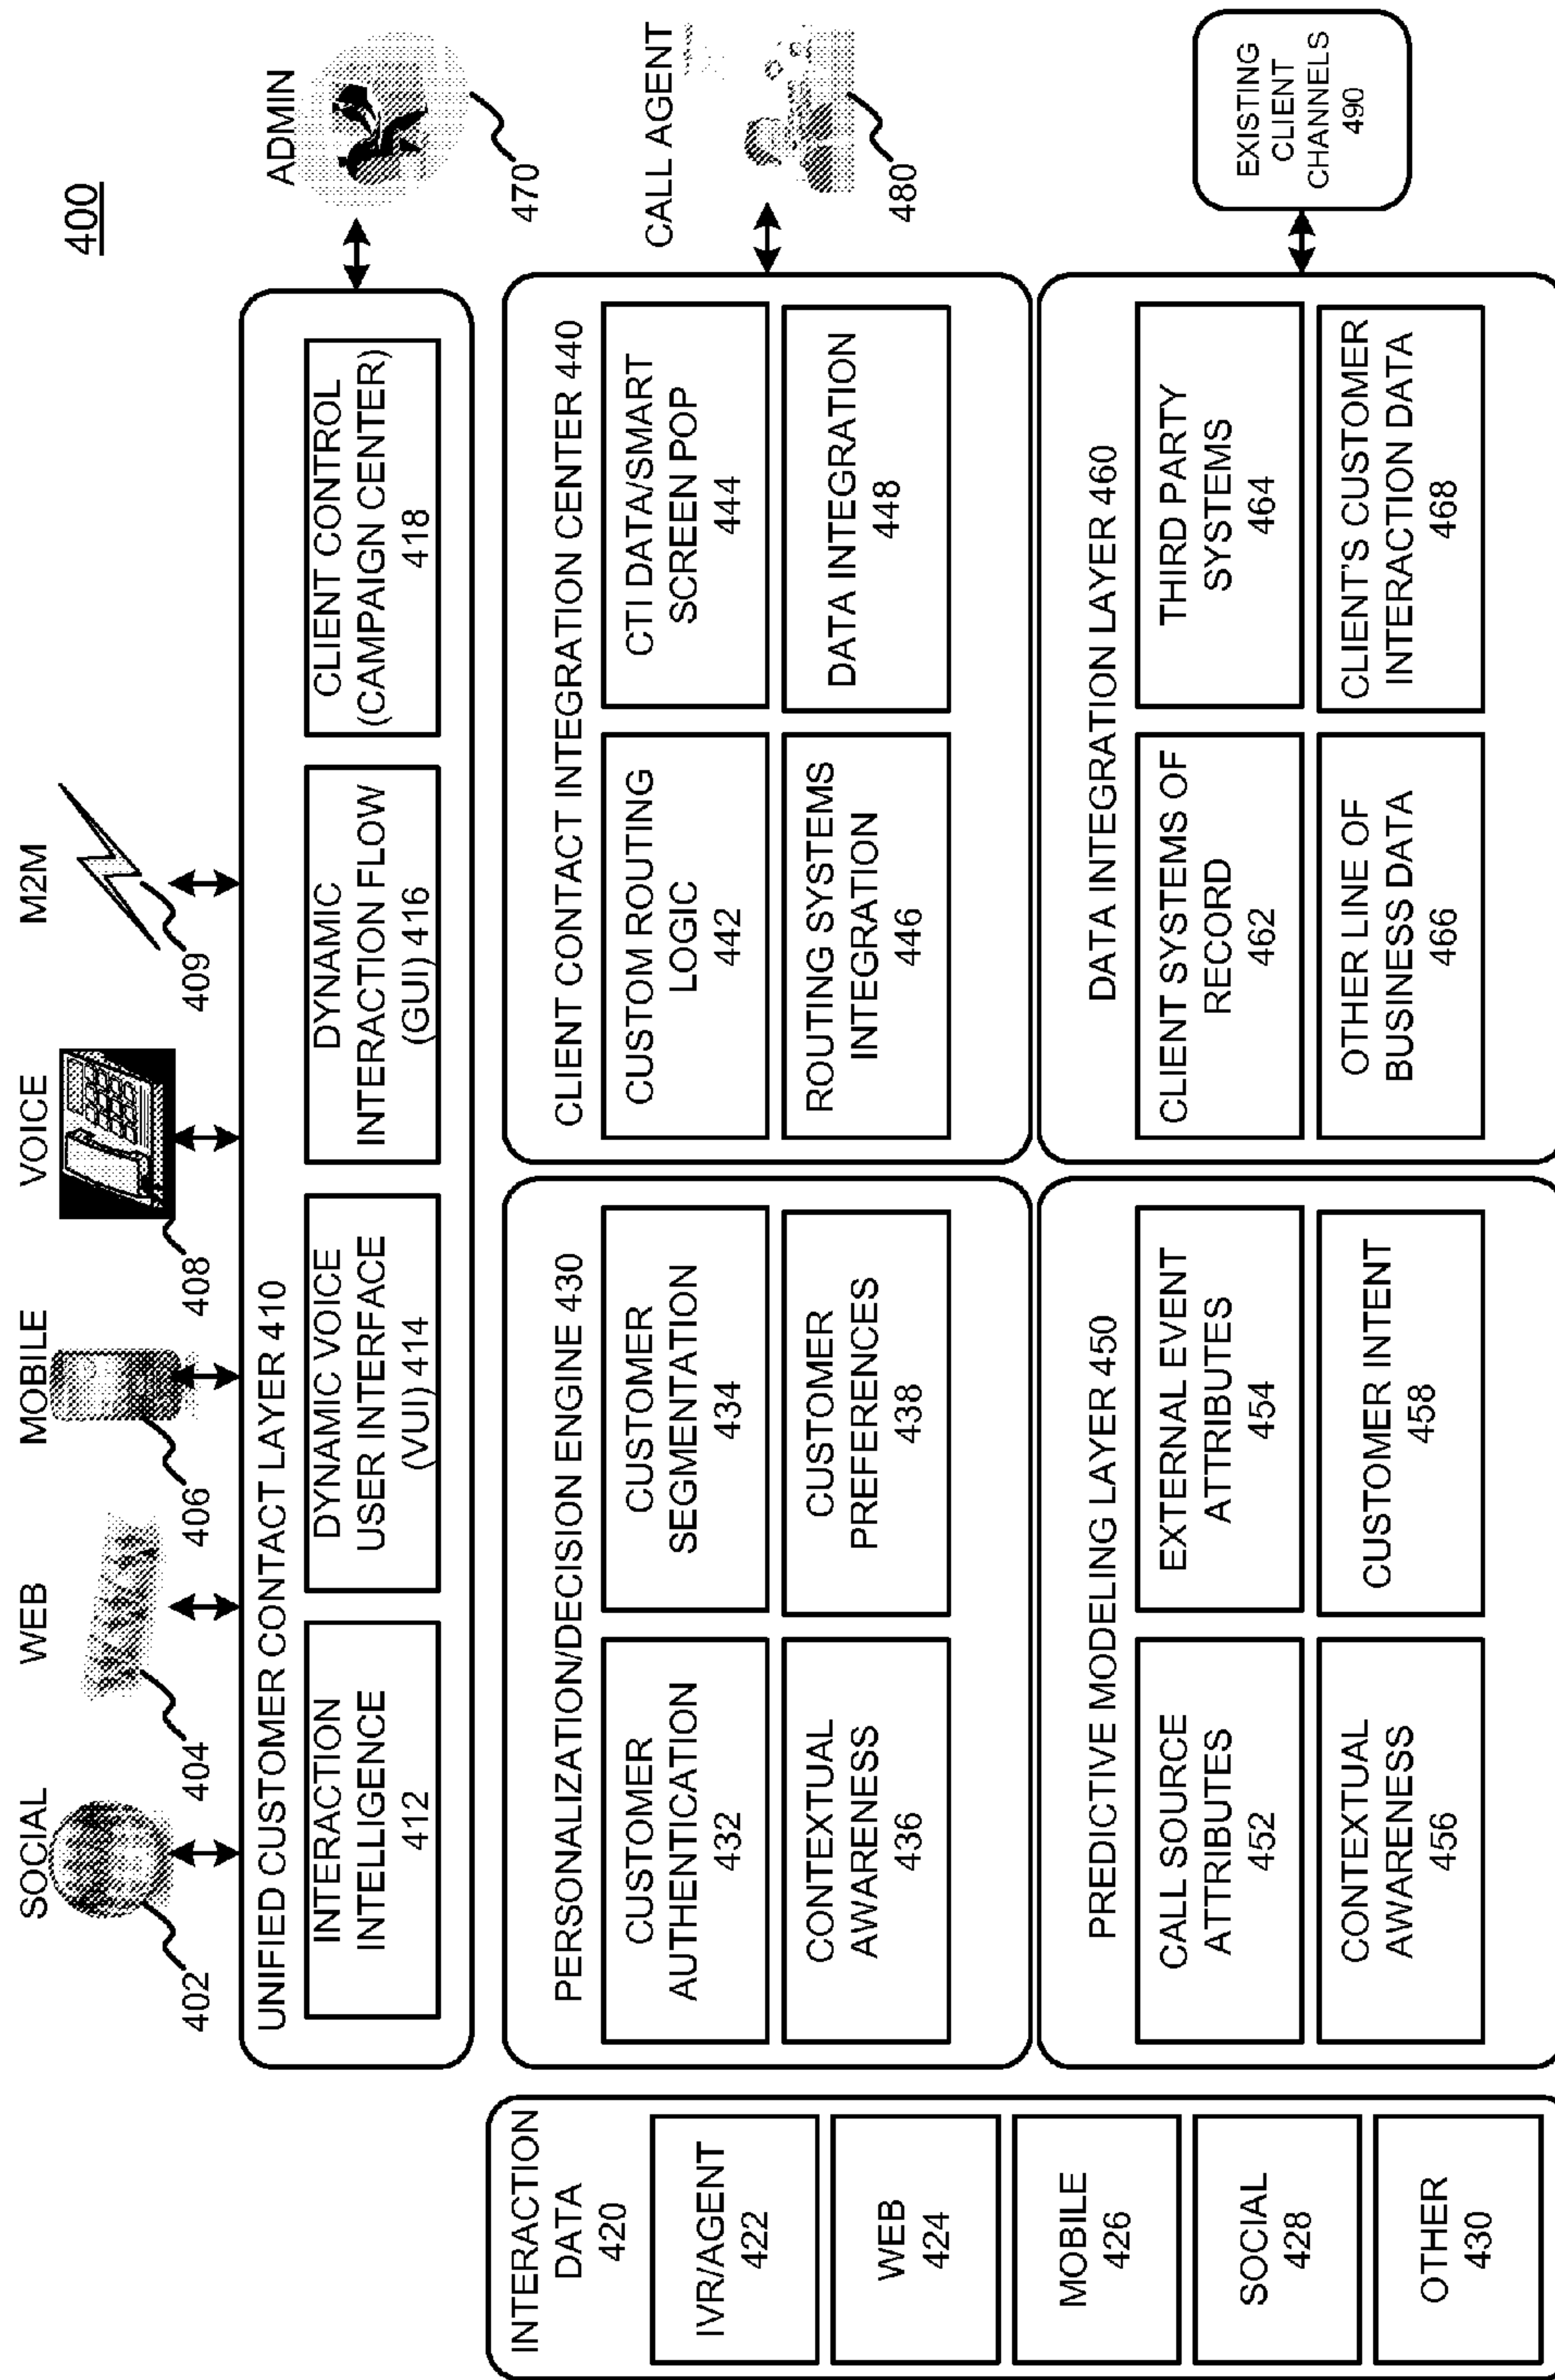 400
SOCIAL
WEB
MOBILE
VOICE
M2M
402
404
406
408
409
ADMIN
470
UNIFIED CUSTOMER CONTACT LAYER 410
INTERACTION
INTELLIGENCE
412
DYNAMIC VOICE
USER INTERFACE
(VUI) 414
DYNAMIC
INTERACTION FLOW
(GUI) 416
CLIENT CONTROL
(CAMPAIGN CENTER)
418
INTERACTION
DATA
420
IVR/AGENT
422
WEB
424
MOBILE
426
SOCIAL
428
OTHER
430
PERSONALIZATION/DECISION ENGINE 430
CUSTOMER
AUTHENTICATION
432
CUSTOMER
SEGMENTATION
434
CONTEXTUAL
AWARENESS
436
CUSTOMER
PREFERENCES
438
CLIENT CONTACT INTEGRATION CENTER 440
CUSTOM ROUTING
LOGIC
442
CTI DATA/SMART
SCREEN POP
444
ROUTING SYSTEMS
INTEGRATION
446
DATA INTEGRATION
448
CALL AGENT
480
PREDICTIVE MODELING LAYER 450
CALL SOURCE
ATTRIBUTES
452
EXTERNAL EVENT
ATTRIBUTES
454
CONTEXTUAL
AWARENESS
456
CUSTOMER INTENT
458
DATA INTEGRATION LAYER 460
CLIENT SYSTEMS OF
RECORD
462
THIRD PARTY
SYSTEMS
464
OTHER LINE OF
BUSINESS DATA
466
CLIENT'S CUSTOMER
INTERACTION DATA
468
EXISTING
CLIENT
CHANNELS
490